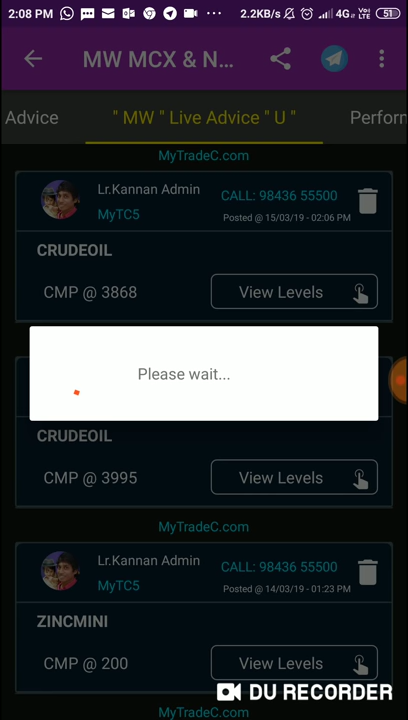 2:08 PM ... 2.2KB/s 4G Vo LTE 51
MW MCX & N...
Advice " MW " Live Advice " U " Perforn
MyTradeC.com
Lr.Kannan Admin CALL: 98436 55500
MyTC5 Posted @ 15/03/19 - 02:06 PM
CRUDEOIL
CMP @ 3868 View Levels
Please wait...
CRUDEOIL
CMP @ 3995 View Levels
MyTradeC.com
Lr.Kannan Admin CALL: 98436 55500
MyTC5 Posted @ 14/03/19 - 01:23 PM
ZINCMINI
CMP @ 200 View Levels
DU RECORDER
MyTradeC.com